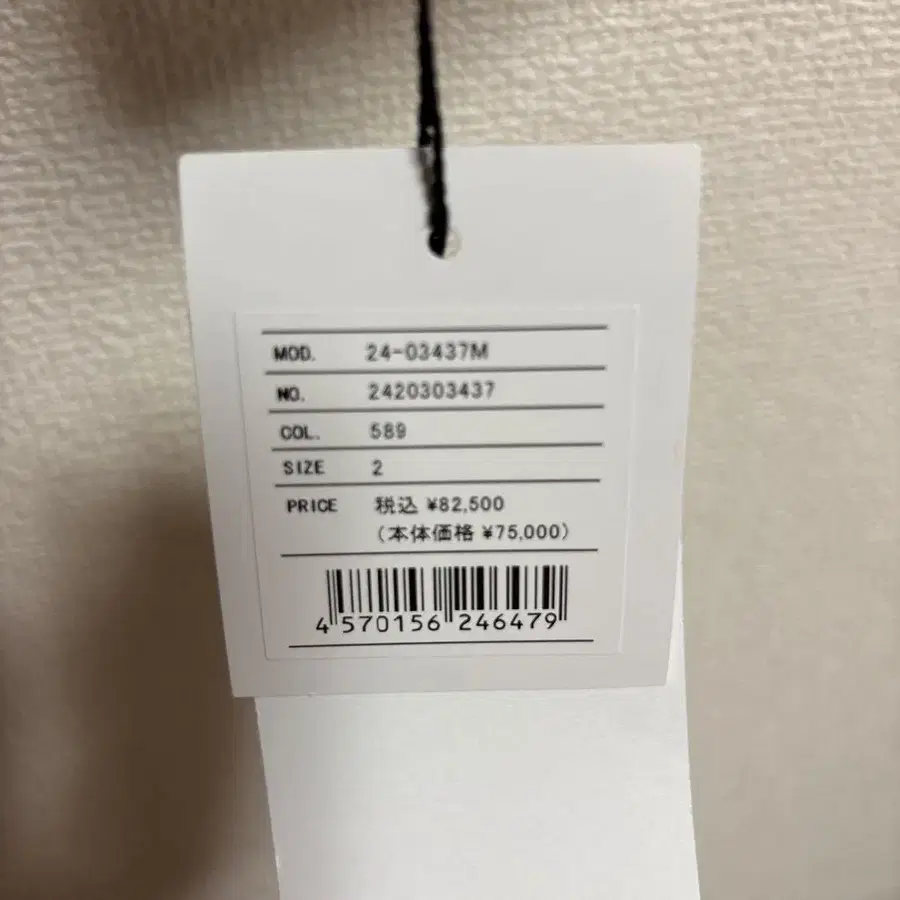 MOD. 24-03437M
NO. 2420303437
COL. 589
SIZE 2
PRICE 税込 ¥82,500
(本体価格 ¥75,000)
4 570156 246479